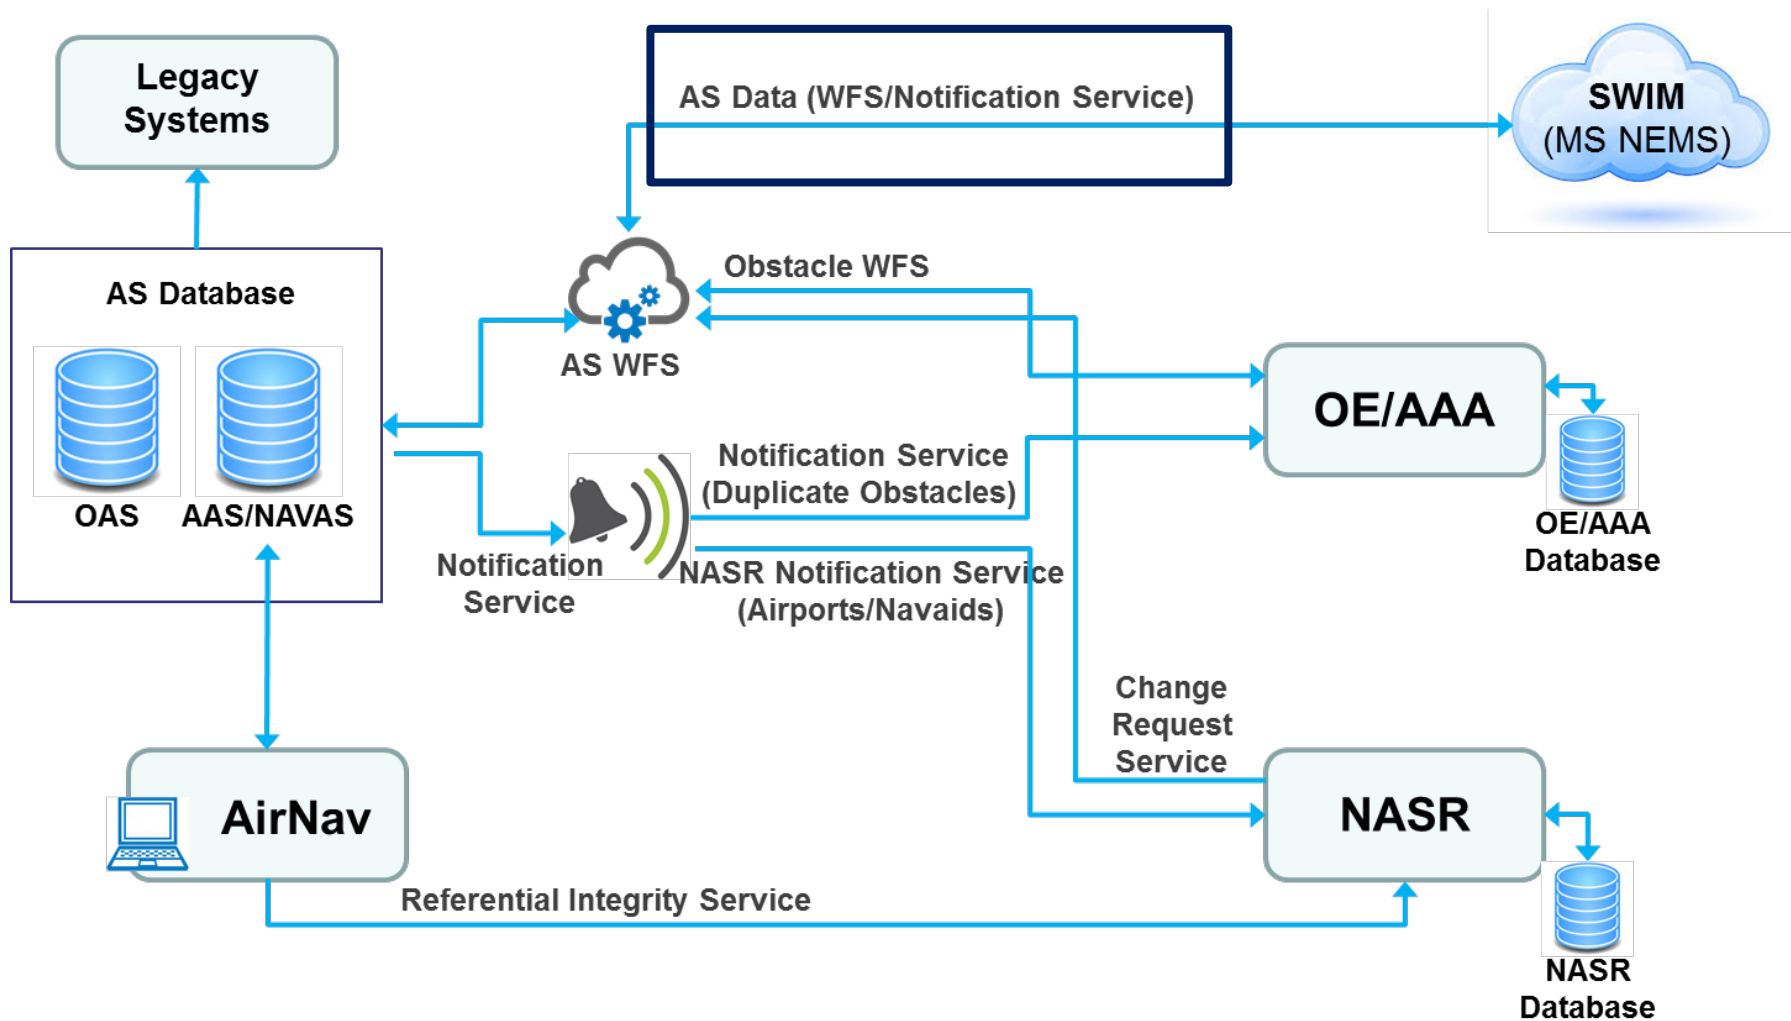 Legacy
Systems
AS Data (WFS/Notification Service)
SWIM
(MS NEMS)
AS Database
OAS
AAS/NAVAS
Obstacle WFS
AS WFS
OE/AAA
OE/AAA
Database
Notification Service
(Duplicate Obstacles)
Notification
Service
NASR Notification Service
(Airports/Navaids)
Change
Request
Service
AirNav
NASR
Referential Integrity Service
NASR
Database